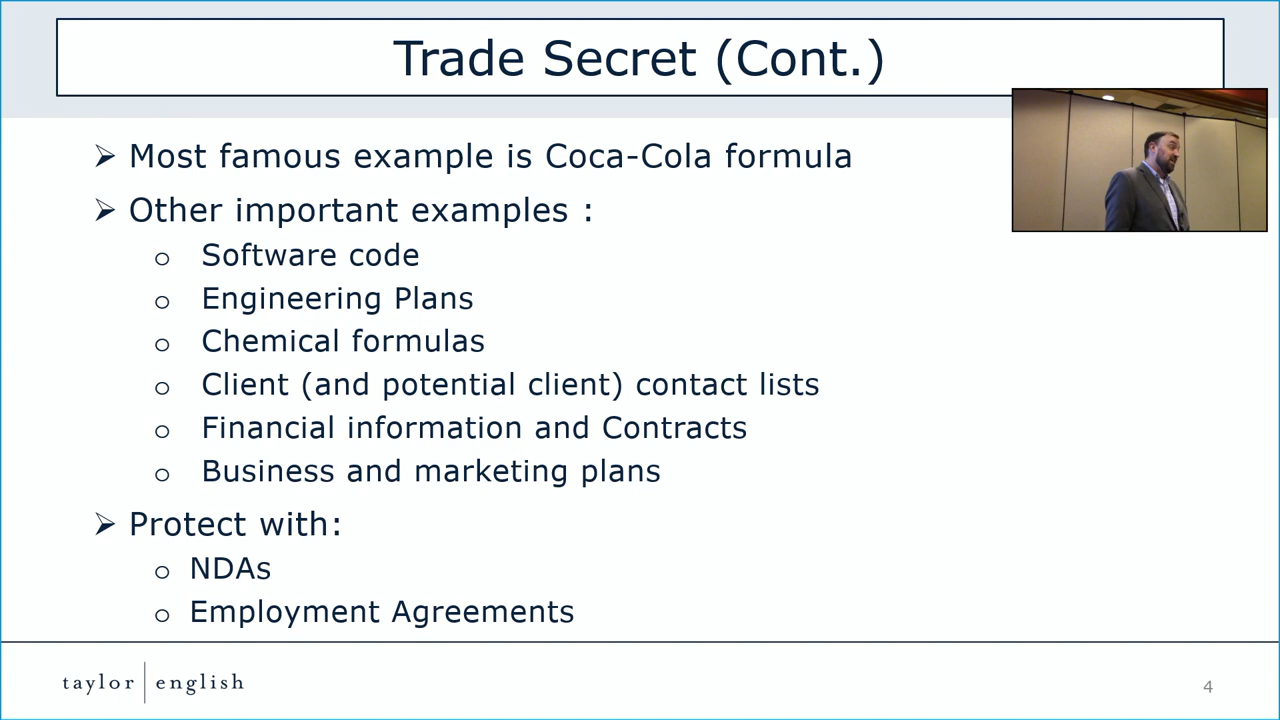 Trade Secret (Cont.)
➢ Most famous example is Coca-Cola formula
➢ Other important examples :
o Software code
o Engineering Plans
o Chemical formulas
o Client (and potential client) contact lists
o Financial information and Contracts
o Business and marketing plans
➢ Protect with:
o NDAs
o Employment Agreements
taylor | english
4